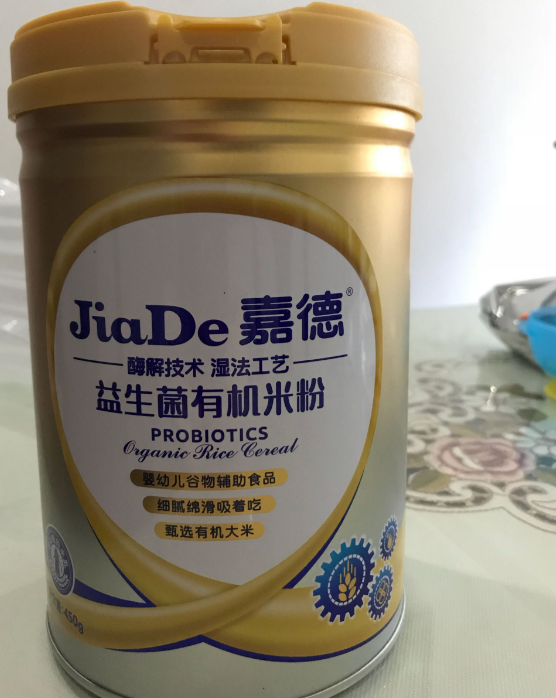 JiaDe 嘉德®
酶解技术 湿法工艺
益生菌有机米粉
PROBIOTICS
Organic Rice Cereal
婴幼儿谷物辅助食品
细腻绵滑吸着吃
甄选有机大米
450g